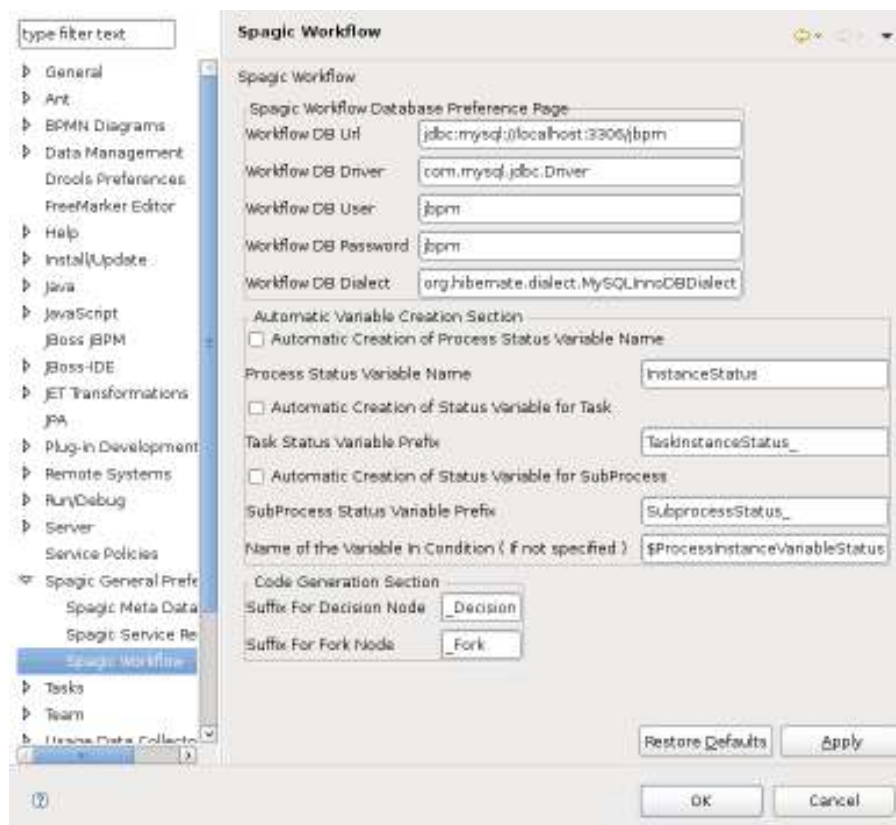 type filter text
General
Ant
BPMN Diagrams
Data Management
Drools Preferences
FreeMarker Editor
Help
Install/Update
Java
JavaScript
JBoss jBPM
JBoss-IDE
JET Transformations
JPA
Plug-in Development
Remote Systems
Run/Debug
Server
Service Policies
Spagic General Prefe
Spagic Meta Data
Spagic Service Re
Spagic Workflow
Tasks
Team
Usage Data Collecto
Spagic Workflow
Spagic Workflow
Spagic Workflow Database Preference Page
Workflow DB Url jdbc:mysql://localhost:3306/jbpm
Workflow DB Driver com.mysql.jdbc.Driver
Workflow DB User jbpm
Workflow DB Password jbpm
Workflow DB Dialect org.hibernate.dialect.MySQLInnoDBDialect
Automatic Variable Creation Section
Automatic Creation of Process Status Variable Name
Process Status Variable Name InstanceStatus
Automatic Creation of Status Variable for Task
Task Status Variable Prefix TaskInstanceStatus_
Automatic Creation of Status Variable for SubProcess
SubProcess Status Variable Prefix SubprocessStatus_
Name of the Variable In Condition ( if not specified ) $ProcessInstanceVariableStatus
Code Generation Section
Suffix For Decision Node _Decision
Suffix For Fork Node _Fork
Restore Defaults Apply
OK Cancel